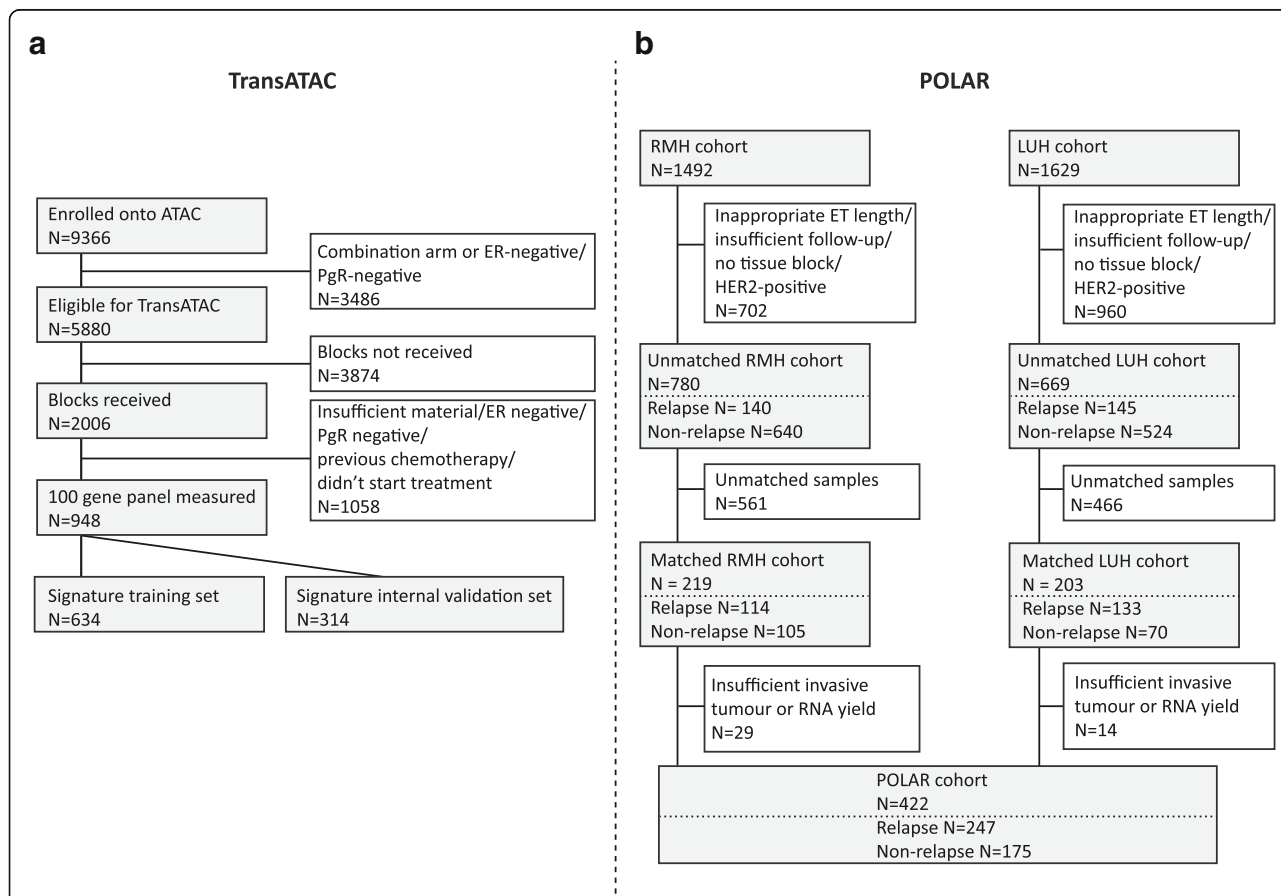 a
TransATAC
Enrolled onto ATAC
N=9366
Combination arm or ER-negative/
PgR-negative
N=3486
Eligible for TransATAC
N=5880
Blocks not received
N=3874
Blocks received
N=2006
Insufficient material/ER negative/
PgR negative/
previous chemotherapy/
didn't start treatment
N=1058
100 gene panel measured
N=948
Signature training set
N=634
Signature internal validation set
N=314
b
POLAR
RMH cohort
N=1492
Inappropriate ET length/
insufficient follow-up/
no tissue block/
HER2-positive
N=702
Unmatched RMH cohort
N=780
Relapse N= 140
Non-relapse N=640
Unmatched samples
N=561
Matched RMH cohort
N = 219
Relapse N=114
Non-relapse N=105
Insufficient invasive
tumour or RNA yield
N=29
LUH cohort
N=1629
Inappropriate ET length/
insufficient follow-up/
no tissue block/
HER2-positive
N=960
Unmatched LUH cohort
N=669
Relapse N=145
Non-relapse N=524
Unmatched samples
N=466
Matched LUH cohort
N = 203
Relapse N=133
Non-relapse N=70
Insufficient invasive
tumour or RNA yield
N=14
POLAR cohort
N=422
Relapse N=247
Non-relapse N=175